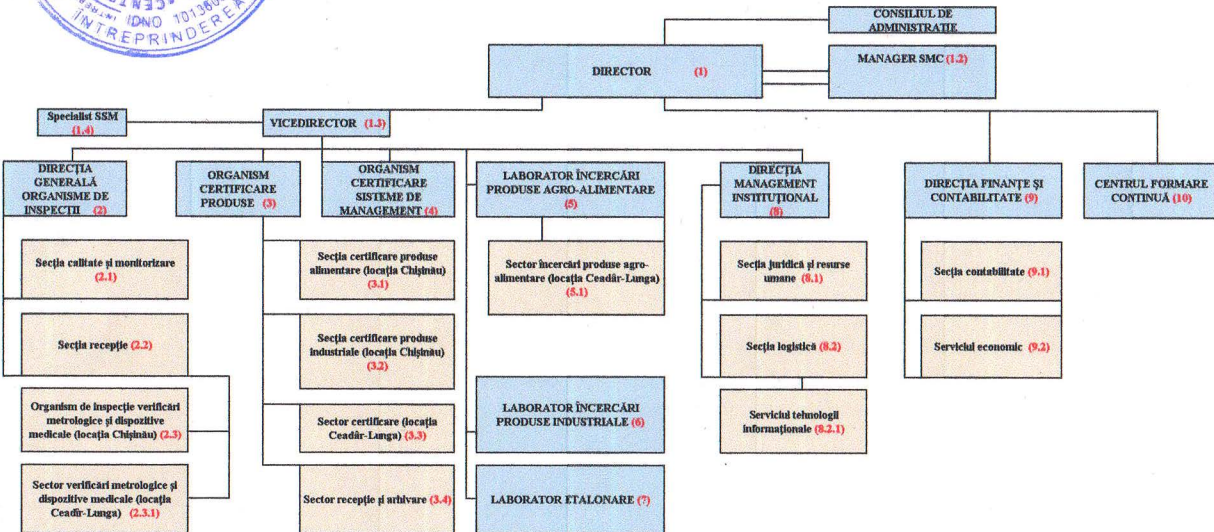 IDNO 101360
ÎNTREPRINDEREA
CONSILIUL DE
ADMINISTRAȚIE
DIRECTOR (1)
MANAGER SMC (1.2)
Specialist SSM
(1.4)
VICEDIRECTOR (1.3)
DIRECȚIA
GENERALĂ
ORGANISME DE
INSPECȚII (2)
ORGANISM
CERTIFICARE
PRODUSE (3)
ORGANISM
CERTIFICARE
SISTEME DE
MANAGEMENT (4)
LABORATOR ÎNCERCĂRI
PRODUSE AGRO-ALIMENTARE
(5)
DIRECȚIA
MANAGEMENT
INSTITUȚIONAL
(8)
DIRECȚIA FINANȚE ȘI
CONTABILITATE (9)
CENTRUL FORMARE
CONTINUĂ (10)
Secția calitate și monitorizare
(2.1)
Secția certificare produse
alimentare (locația Chișinău)
(3.1)
Sector încercări produse agro-
alimentare (locația Ceadâr-Lunga)
(5.1)
Secția juridică și resurse
umane (8.1)
Secția contabilitate (9.1)
Secția recepție (2.2)
Secția certificare produse
industriale (locația Chișinău)
(3.2)
Secția logistică (8.2)
Serviciul economic (9.2)
Organism de inspecție verificări
metrologice și dispozitive
medicale (locația Chișinău) (2.3)
Sector certificare (locația
Ceadâr-Lunga) (3.3)
LABORATOR ÎNCERCĂRI
PRODUSE INDUSTRIALE (6)
Serviciul tehnologii
informaționale (8.2.1)
Sector verificări metrologice și
dispozitive medicale (locația
Ceadîr-Lunga) (2.3.1)
Sector recepție și arhivare (3.4)
LABORATOR ETALONARE (7)